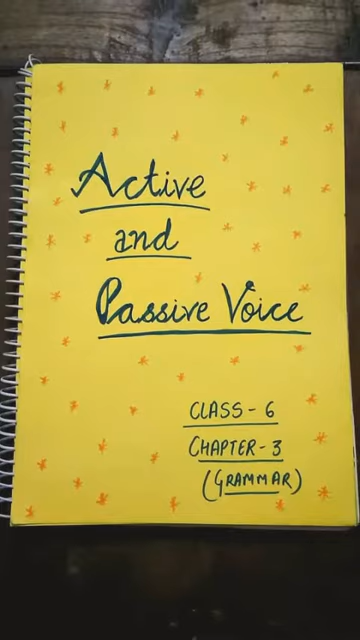 Active
and
Passive Voice
CLASS - 6
CHAPTER - 3
(GRAMMAR)